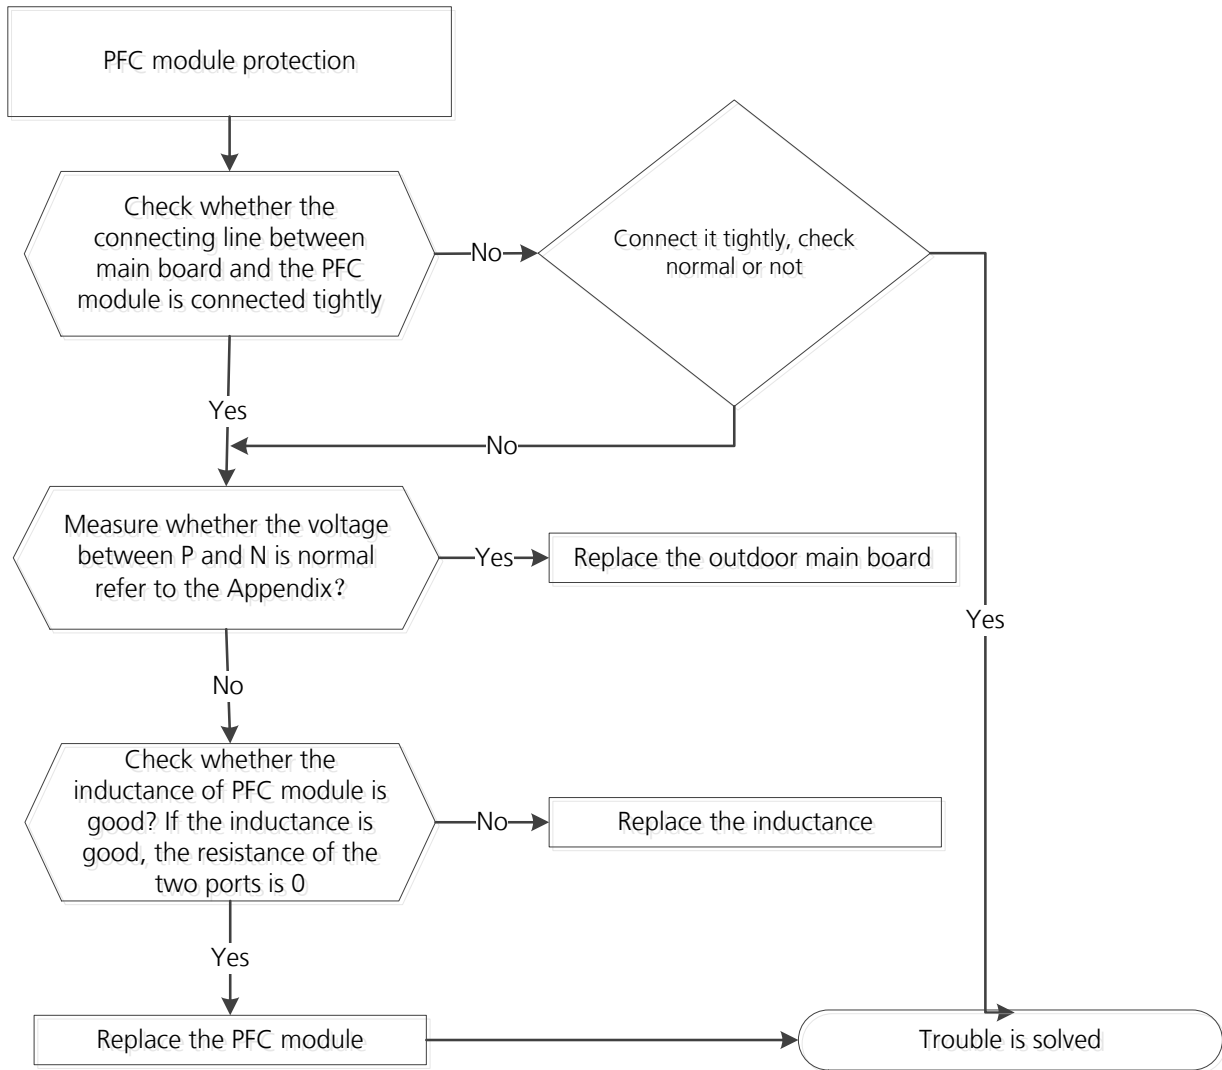 PFC module protection
Check whether the
connecting line between
main board and the PFC
module is connected tightly
No
Connect it tightly, check
normal or not
Yes
No
Measure whether the voltage
between P and N is normal
refer to the Appendix?
Yes
Replace the outdoor main board
Yes
No
Check whether the
inductance of PFC module is
good? If the inductance is
good, the resistance of the
two ports is 0
No
Replace the inductance
Yes
Replace the PFC module
Trouble is solved